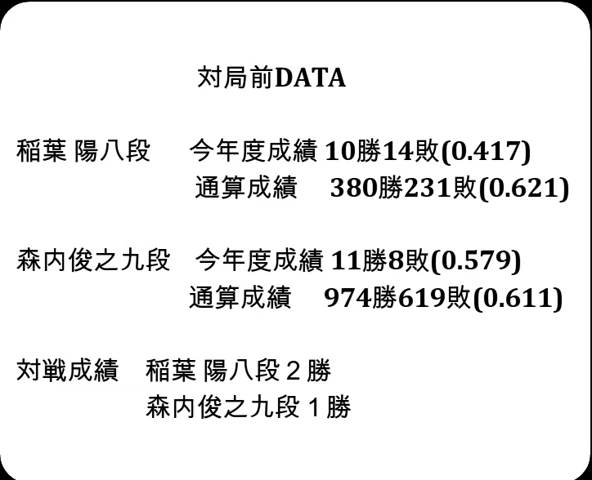 対局前DATA
稲葉 陽八段 今年度成績 10勝14敗(0.417)
通算成績 380勝231敗(0.621)
森内俊之九段 今年度成績 11勝8敗(0.579)
通算成績 974勝619敗(0.611)
対戦成績 稲葉 陽八段 2 勝
森内俊之九段 1 勝